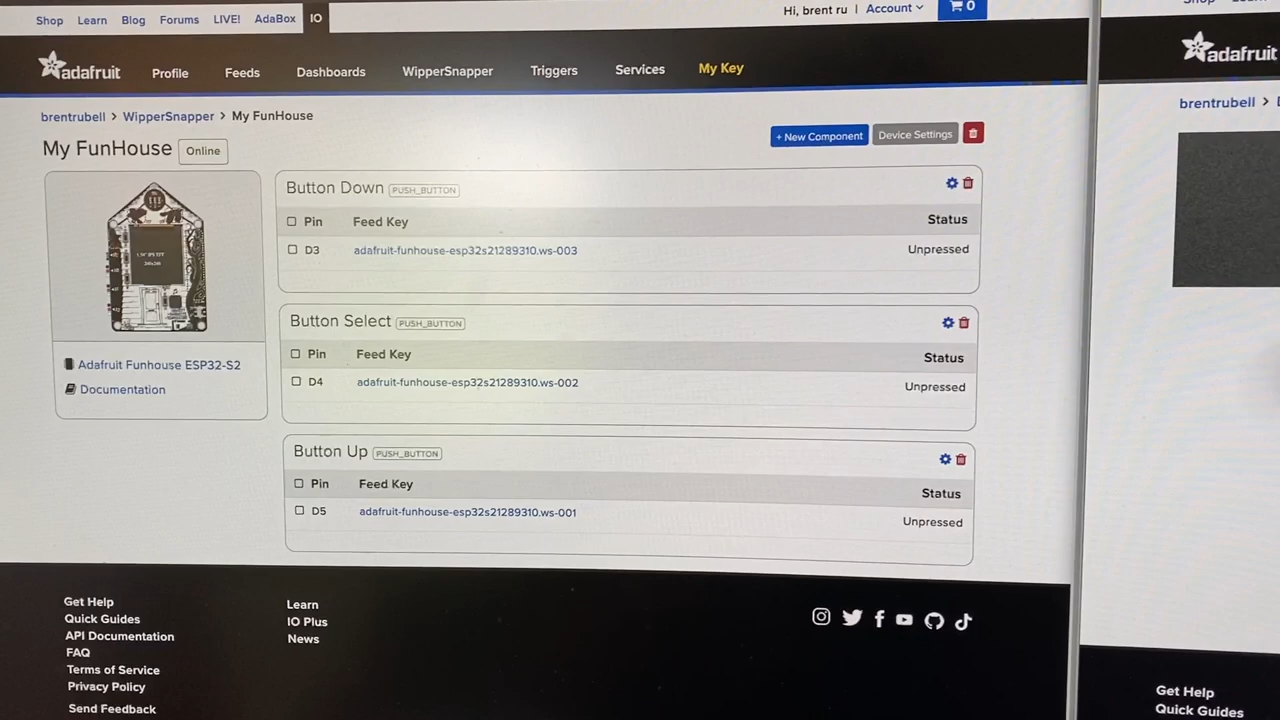 Shop Learn Blog Forums LIVE! AdaBox IO
Hi, brent ru | Account 0
adafruit Profile Feeds Dashboards WipperSnapper Triggers Services My Key
brentrubell > WipperSnapper > My FunHouse
My FunHouse Online
+ New Component Device Settings
Adafruit Funhouse ESP32-S2
Documentation
Button Down PUSH_BUTTON
Pin Feed Key Status
D3 adafruit-funhouse-esp32s21289310.ws-003 Unpressed
Button Select PUSH_BUTTON
Pin Feed Key Status
D4 adafruit-funhouse-esp32s21289310.ws-002 Unpressed
Button Up PUSH_BUTTON
Pin Feed Key Status
D5 adafruit-funhouse-esp32s21289310.ws-001 Unpressed
Get Help
Quick Guides
API Documentation
FAQ
Terms of Service
Privacy Policy
Send Feedback
Learn
IO Plus
News
adafruit
brentrubell >
Get Help
Quick Guides